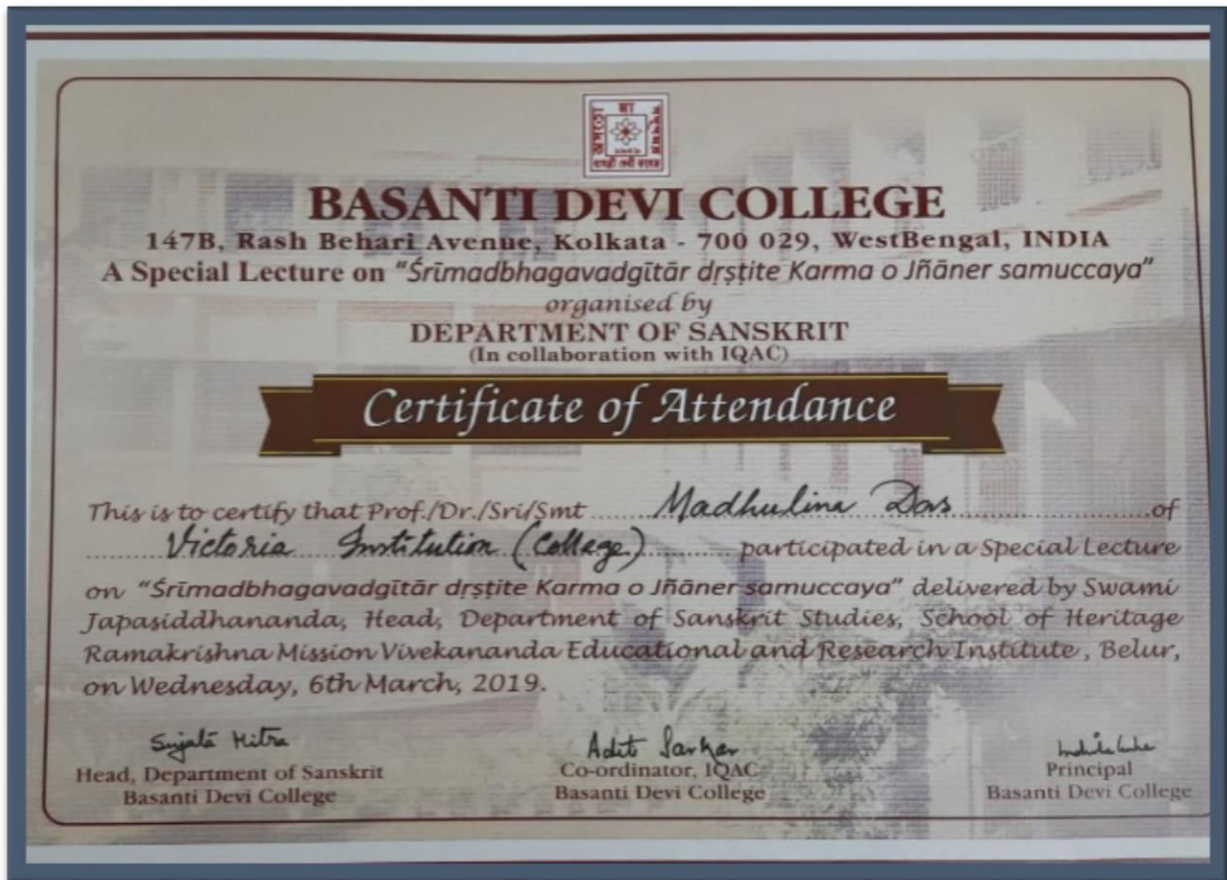 BASANTI DEVI COLLEGE
147B, Rash Behari Avenue, Kolkata - 700 029, WestBengal, INDIA
A Special Lecture on "Śrīmadbhagavadgītār dṛṣṭite Karma o Jñāner samuccaya"
organised by
DEPARTMENT OF SANSKRIT
(In collaboration with IQAC)
Certificate of Attendance
This is to certify that Prof./Dr./Sri/Smt ..... Madhulina Das ..... of
..... Victoria Institution (College) ..... participated in a Special Lecture
on "Śrīmadbhagavadgītār dṛṣṭite Karma o Jñāner samuccaya" delivered by Swami
Japasiddhananda, Head, Department of Sanskrit Studies, School of Heritage
Ramakrishna Mission Vivekananda Educational and Research Institute , Belur,
on Wednesday, 6th March, 2019.
Sujata Mitra Aditi Sarkar
Head, Department of Sanskrit Co-ordinator, IQAC Principal
Basanti Devi College Basanti Devi College Basanti Devi College